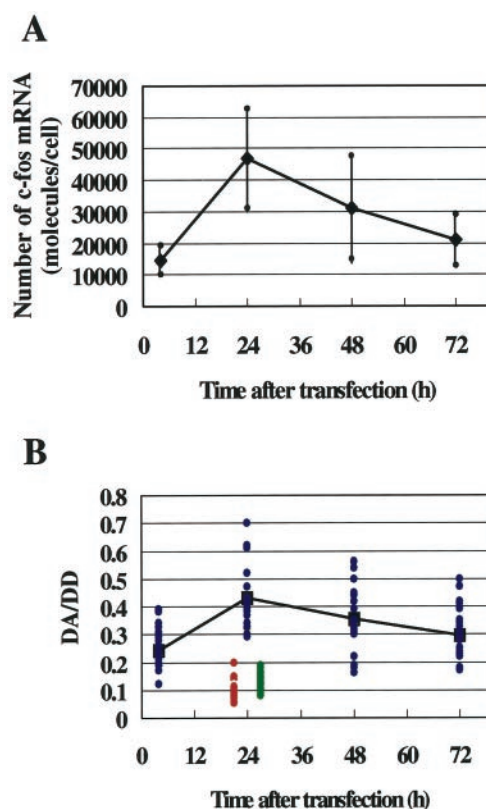 A
Number of c-fos mRNA
(molecules/cell)
70000
60000
50000
40000
30000
20000
10000
0
0 12 24 36 48 60 72
Time after transfection (h)
B
DA/DD
0.8
0.7
0.6
0.5
0.4
0.3
0.2
0.1
0
0 12 24 36 48 60 72
Time after transfection (h)